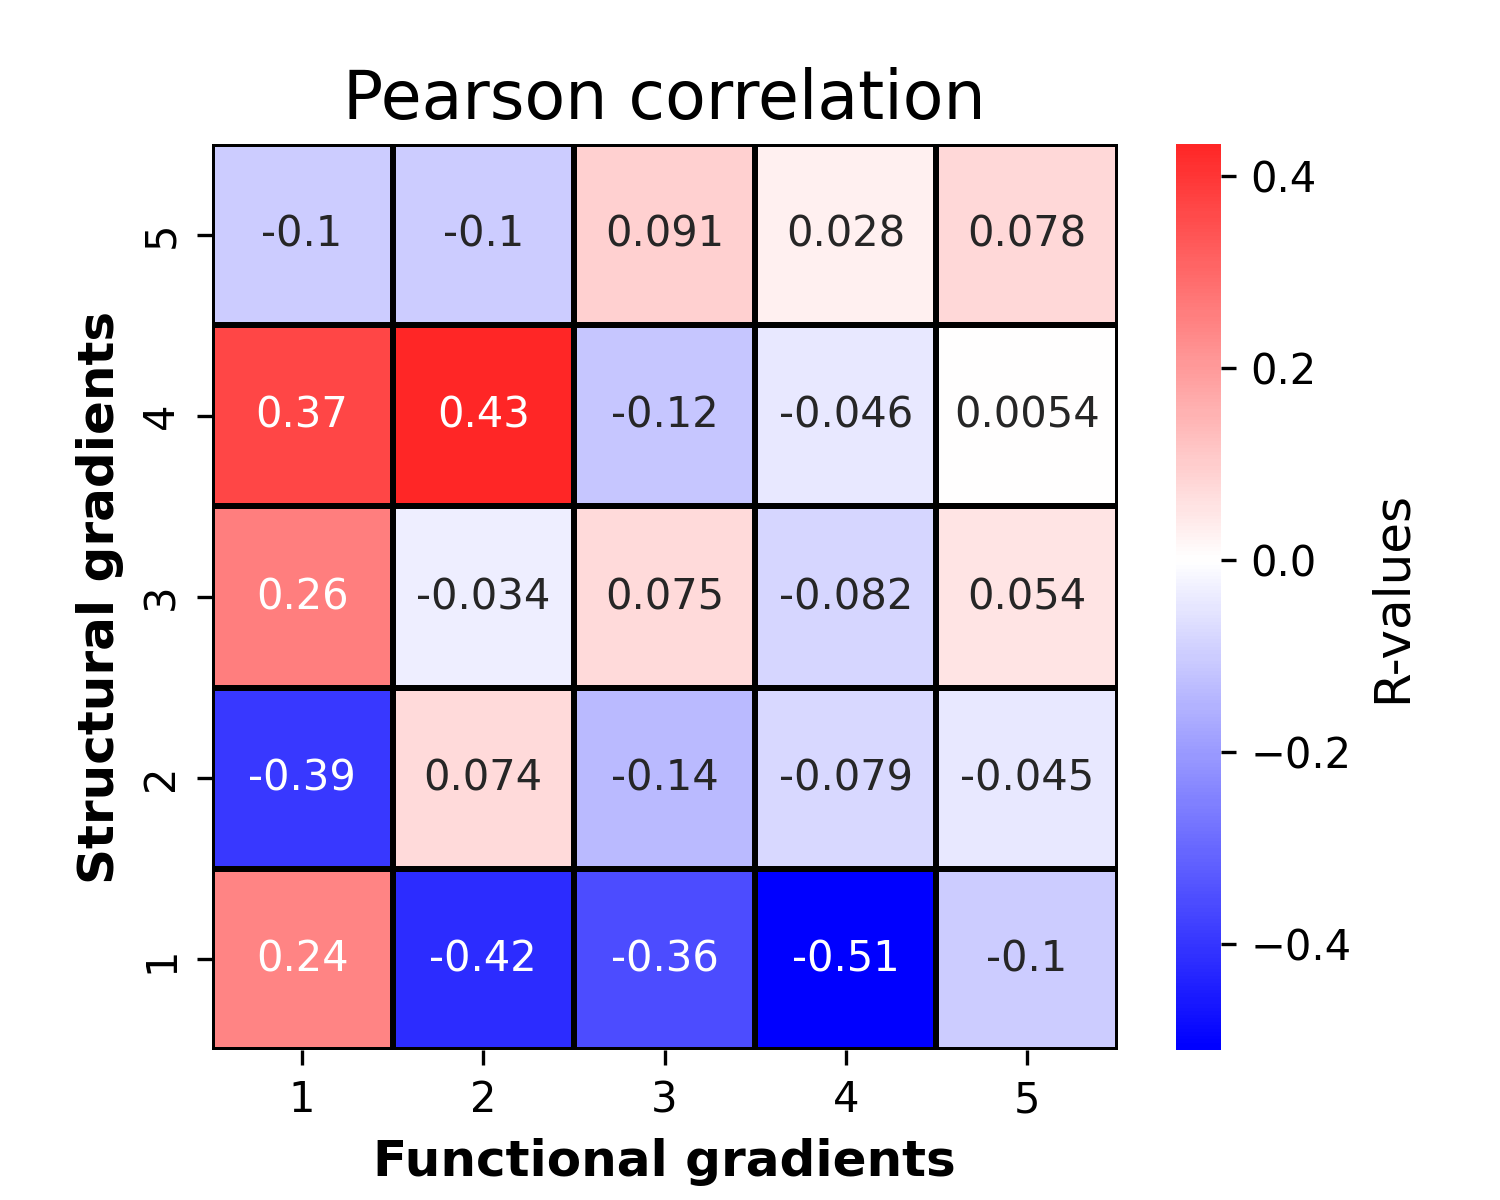 Pearson correlation
5 -0.1 -0.1 0.091 0.028 0.078
4 0.37 0.43 -0.12 -0.046 0.0054
3 0.26 -0.034 0.075 -0.082 0.054
2 -0.39 0.074 -0.14 -0.079 -0.045
1 0.24 -0.42 -0.36 -0.51 -0.1
1 2 3 4 5
Functional gradients
Structural gradients
0.4
0.2
0.0
−0.2
−0.4
R-values